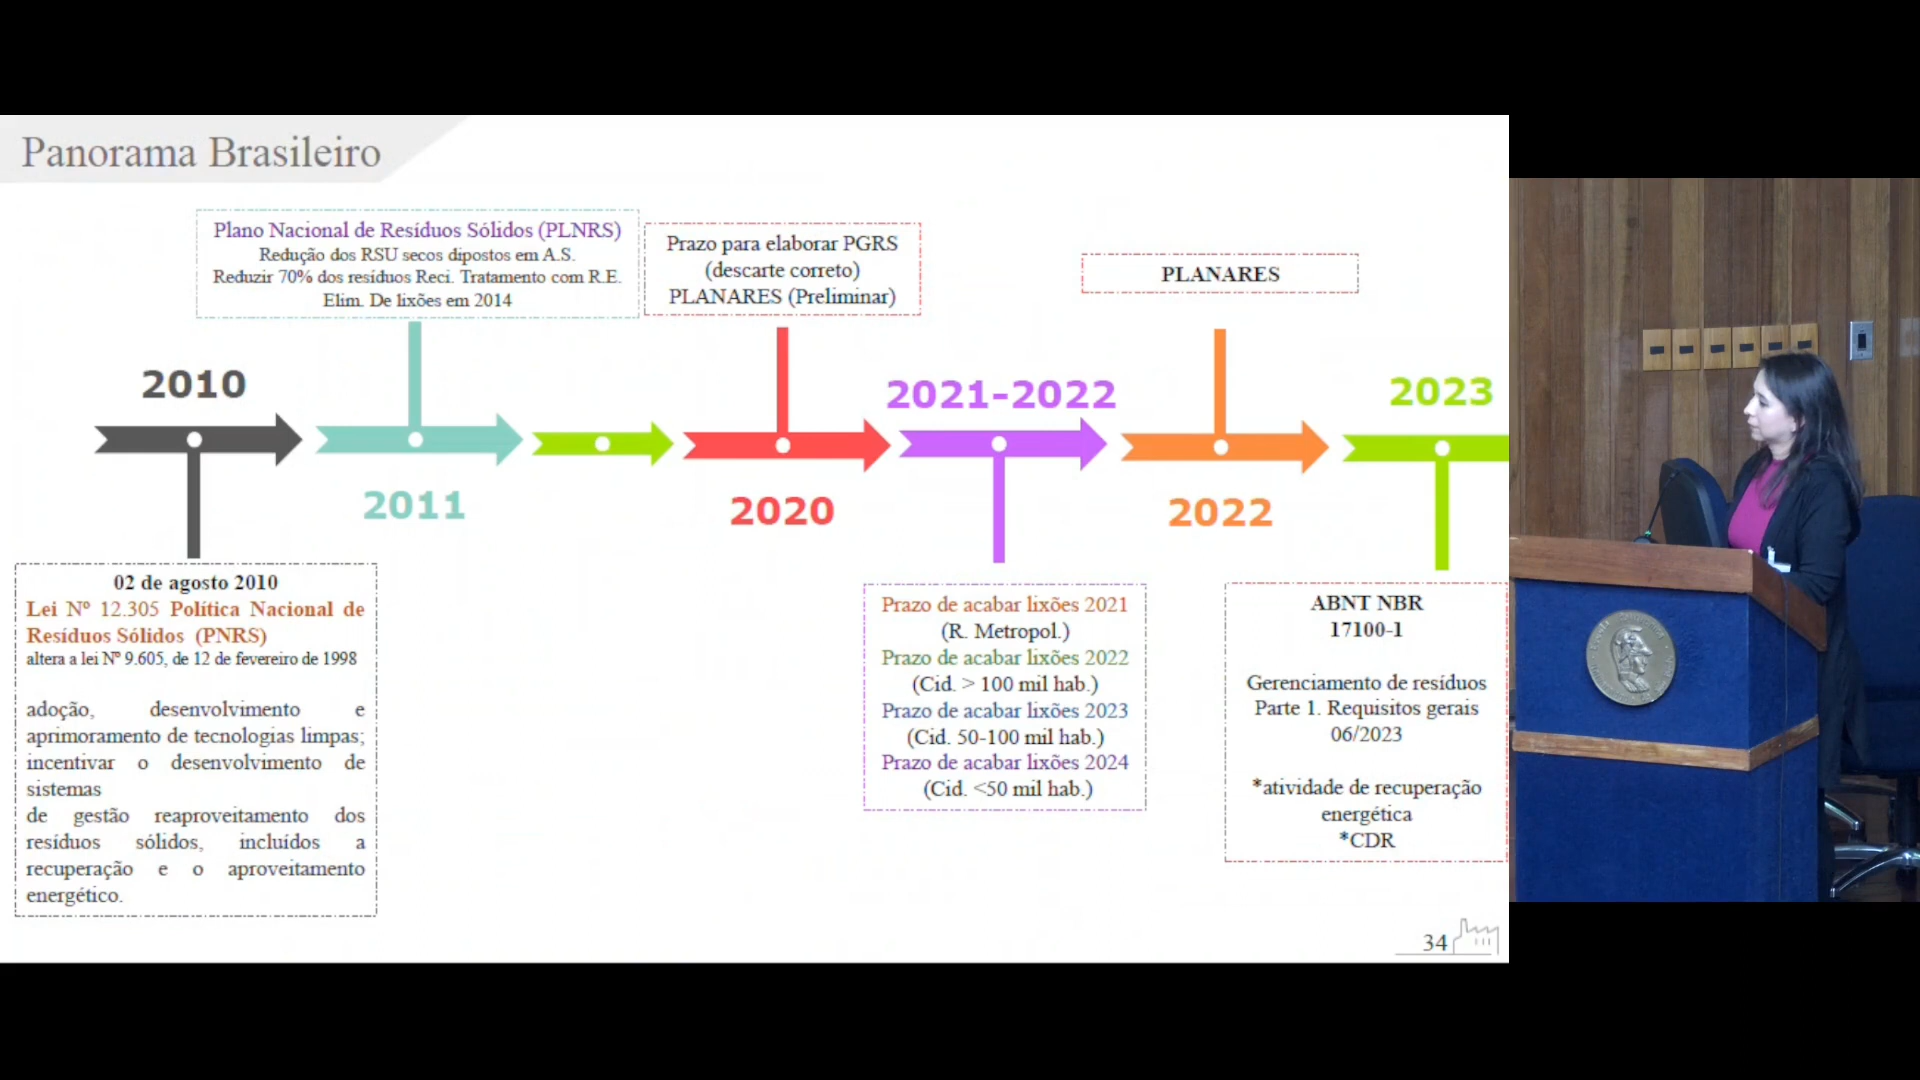 Panorama Brasileiro
Plano Nacional de Resíduos Sólidos (PLNRS)
Redução dos RSU secos dipostos em A.S.
Reduzir 70% dos resíduos Reci. Tratamento com R.E.
Elim. De lixões em 2014
Prazo para elaborar PGRS
(descarte correto)
PLANARES (Preliminar)
PLANARES
2010
2021-2022
2023
2011
2020
2022
02 de agosto 2010
Lei Nº 12.305 Política Nacional de
Resíduos Sólidos (PNRS)
altera a lei Nº 9.605, de 12 de fevereiro de 1998
adoção, desenvolvimento e
aprimoramento de tecnologias limpas;
incentivar o desenvolvimento de
sistemas
de gestão reaproveitamento dos
resíduos sólidos, incluídos a
recuperação e o aproveitamento
energético.
Prazo de acabar lixões 2021
(R. Metropol.)
Prazo de acabar lixões 2022
(Cid. > 100 mil hab.)
Prazo de acabar lixões 2023
(Cid. 50-100 mil hab.)
Prazo de acabar lixões 2024
(Cid. <50 mil hab.)
ABNT NBR
17100-1
Gerenciamento de resíduos
Parte 1. Requisitos gerais
06/2023
*atividade de recuperação
energética
*CDR
34